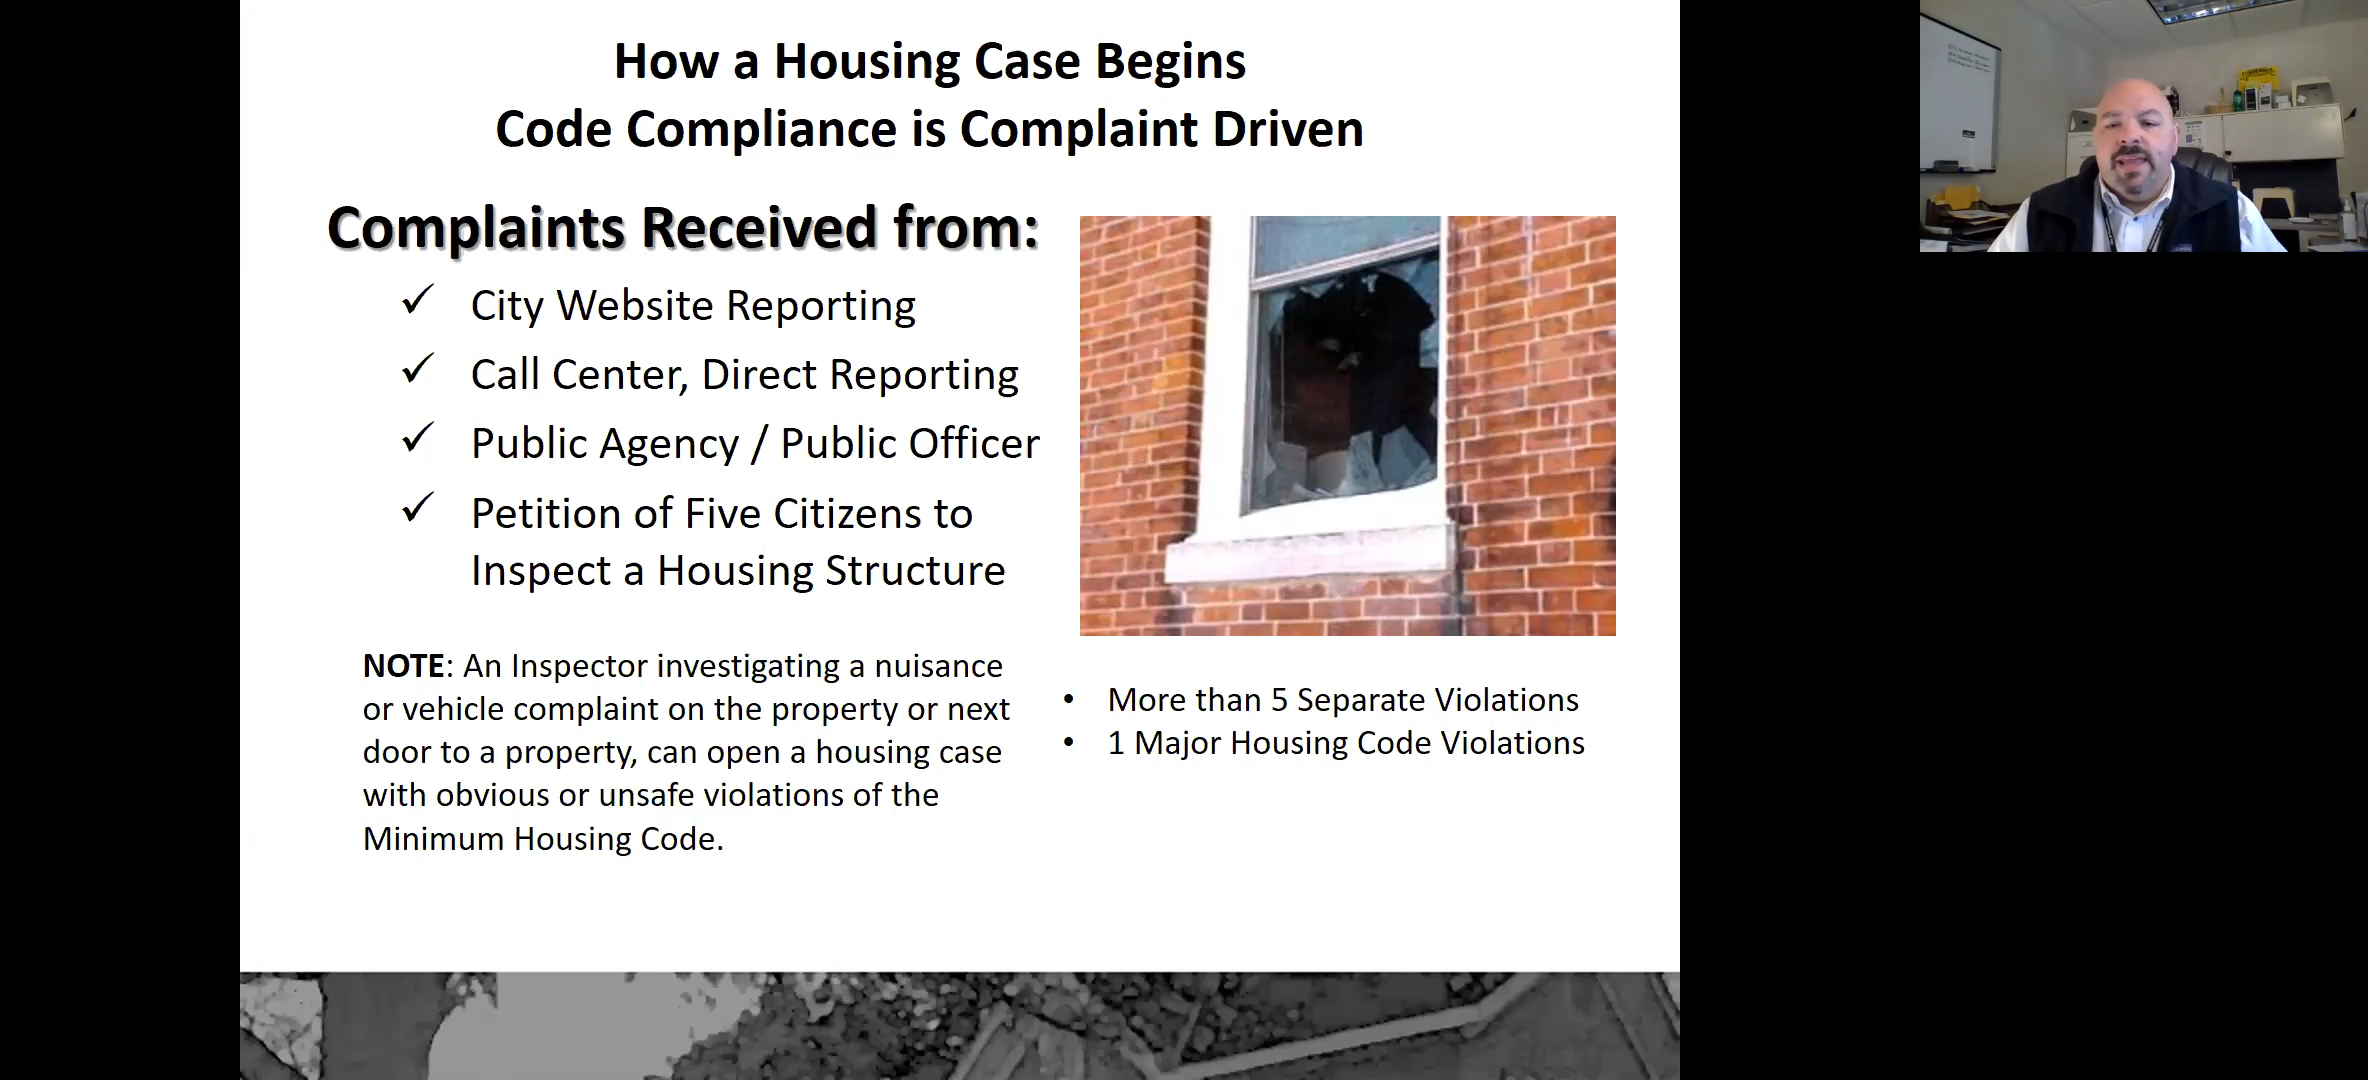 How a Housing Case Begins
Code Compliance is Complaint Driven
Complaints Received from:
✓ City Website Reporting
✓ Call Center, Direct Reporting
✓ Public Agency / Public Officer
✓ Petition of Five Citizens to
Inspect a Housing Structure
NOTE: An Inspector investigating a nuisance
or vehicle complaint on the property or next
door to a property, can open a housing case
with obvious or unsafe violations of the
Minimum Housing Code.
• More than 5 Separate Violations
• 1 Major Housing Code Violations